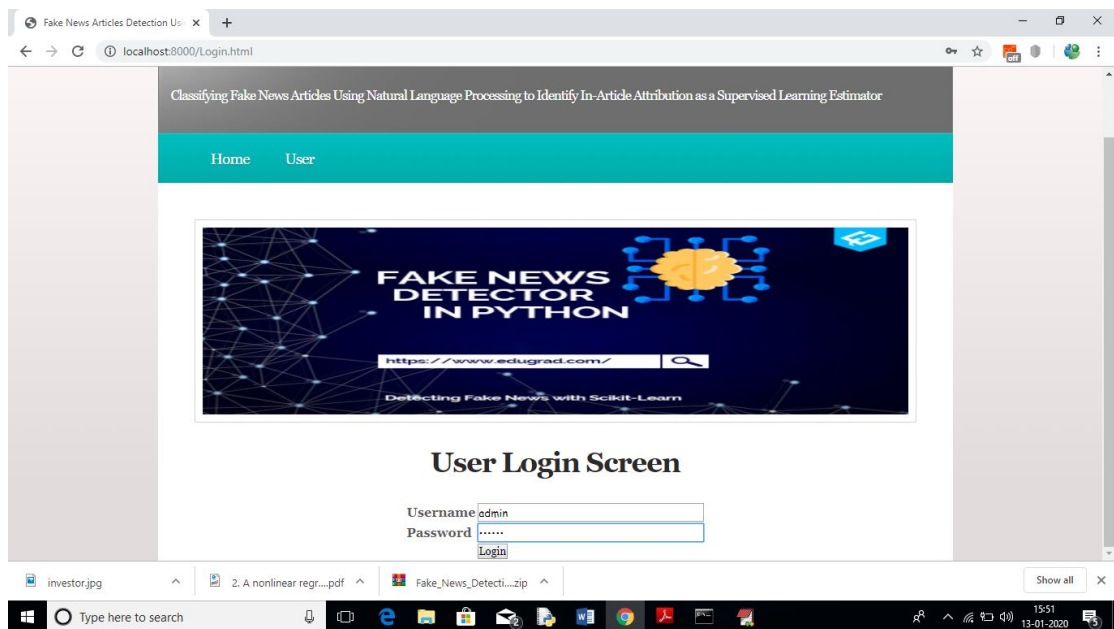 Fake News Articles Detection Us
localhost:8000/Login.html
off
Classifying Fake News Articles Using Natural Language Processing to Identify In-Article Attribution as a Supervised Learning Estimator
Home User
FAKE NEWS
DETECTOR
IN PYTHON
https://www.edugrad.com/
Detecting Fake News with Scikit-Learn
User Login Screen
Username admin
Password ......
Login
investor.jpg 2. A nonlinear regr....pdf Fake_News_Detecti....zip Show all
Type here to search
15:51
13-01-2020